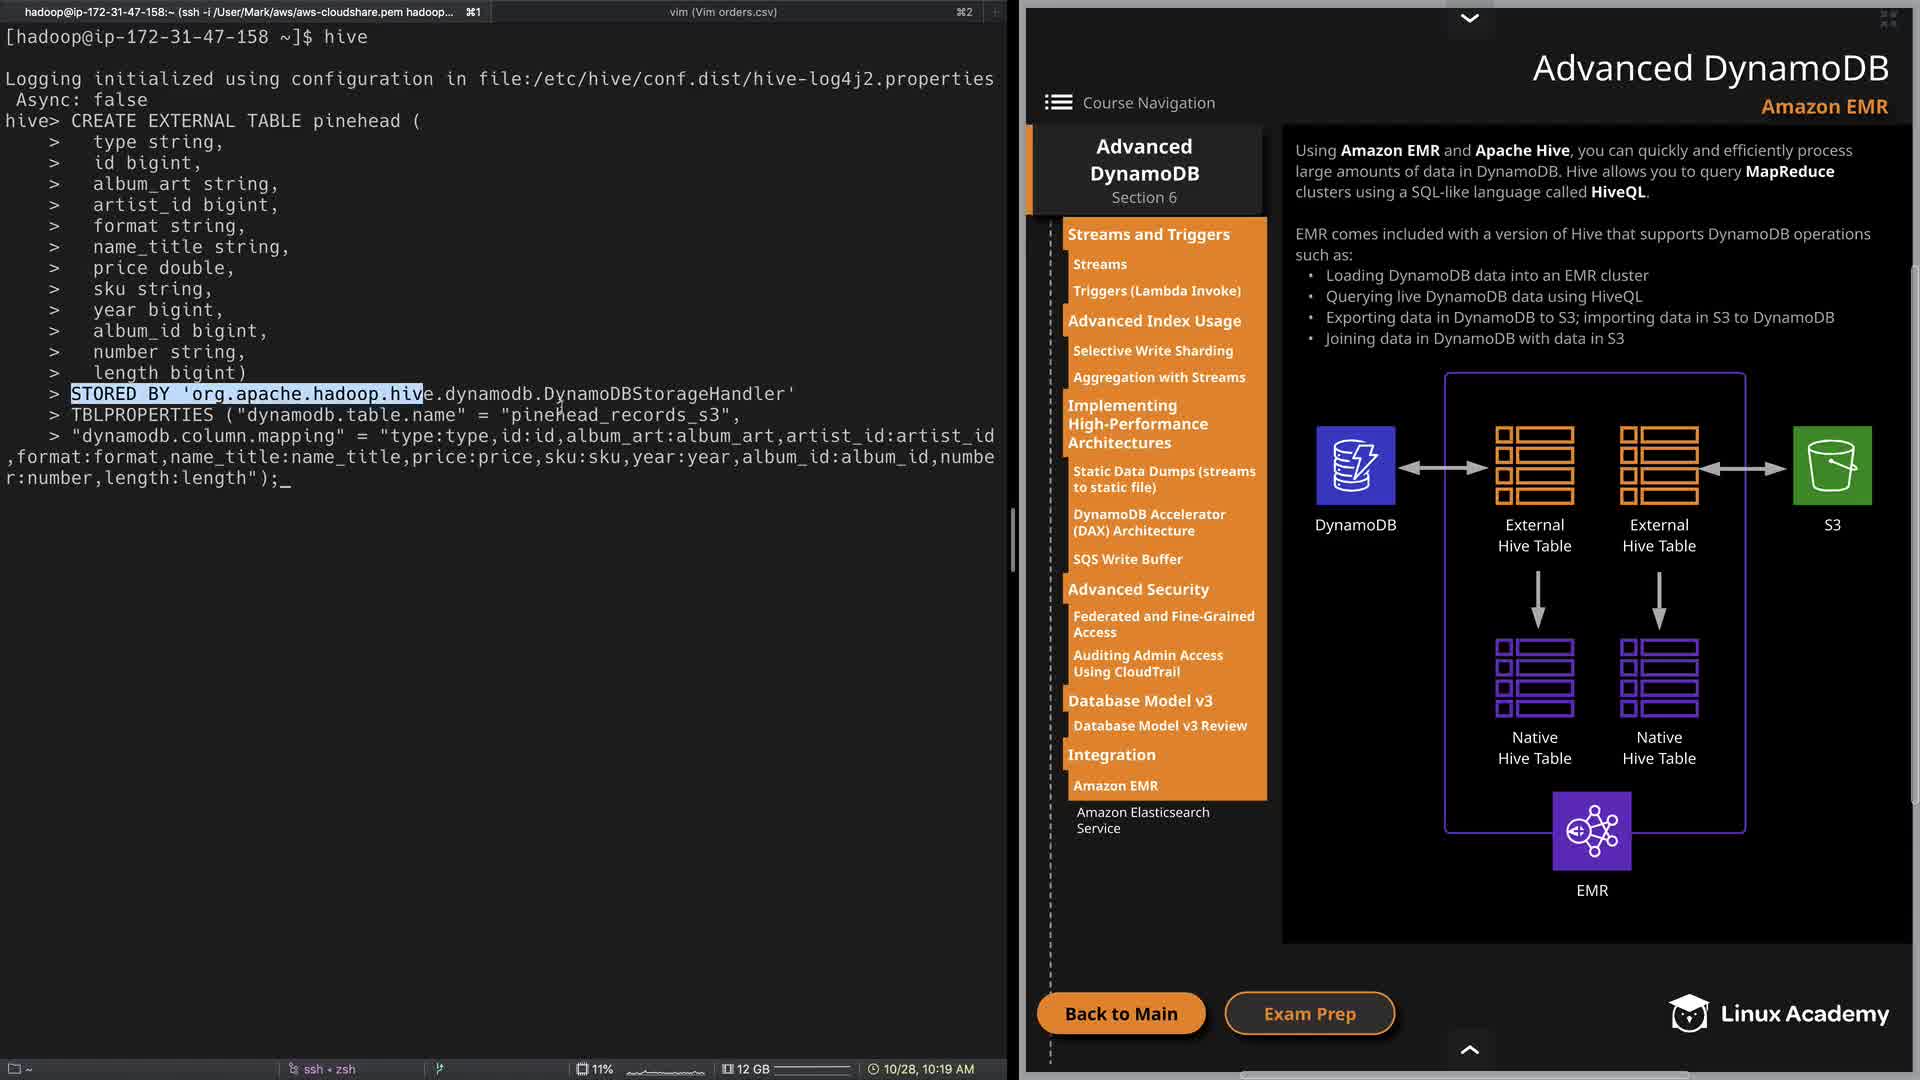 hadoop@ip-172-31-47-158:~ (ssh -i /User/Mark/aws/aws-cloudshare.pem hadoop... ⌘1
vim (Vim orders.csv) ⌘2
[hadoop@ip-172-31-47-158 ~]$ hive
Logging initialized using configuration in file:/etc/hive/conf.dist/hive-log4j2.properties
Async: false
hive> CREATE EXTERNAL TABLE pinehead (
> type string,
> id bigint,
> album_art string,
> artist_id bigint,
> format string,
> name_title string,
> price double,
> sku string,
> year bigint,
> album_id bigint,
> number string,
> length bigint)
> STORED BY 'org.apache.hadoop.hive.dynamodb.DynamoDBStorageHandler'
> TBLPROPERTIES ("dynamodb.table.name" = "pinehead_records_s3",
> "dynamodb.column.mapping" = "type:type,id:id,album_art:album_art,artist_id:artist_id
,format:format,name_title:name_title,price:price,sku:sku,year:year,album_id:album_id,numbe
r:number,length:length");_
~
ssh • zsh
11%
12 GB
10/28, 10:19 AM
Advanced DynamoDB
Amazon EMR
Course Navigation
Advanced
DynamoDB
Section 6
Streams and Triggers
Streams
Triggers (Lambda Invoke)
Advanced Index Usage
Selective Write Sharding
Aggregation with Streams
Implementing
High-Performance
Architectures
Static Data Dumps (streams
to static file)
DynamoDB Accelerator
(DAX) Architecture
SQS Write Buffer
Advanced Security
Federated and Fine-Grained
Access
Auditing Admin Access
Using CloudTrail
Database Model v3
Database Model v3 Review
Integration
Amazon EMR
Amazon Elasticsearch
Service
Using Amazon EMR and Apache Hive, you can quickly and efficiently process
large amounts of data in DynamoDB. Hive allows you to query MapReduce
clusters using a SQL-like language called HiveQL.
EMR comes included with a version of Hive that supports DynamoDB operations
such as:
• Loading DynamoDB data into an EMR cluster
• Querying live DynamoDB data using HiveQL
• Exporting data in DynamoDB to S3; importing data in S3 to DynamoDB
• Joining data in DynamoDB with data in S3
DynamoDB
External
Hive Table
External
Hive Table
S3
Native
Hive Table
Native
Hive Table
EMR
Back to Main
Exam Prep
Linux Academy